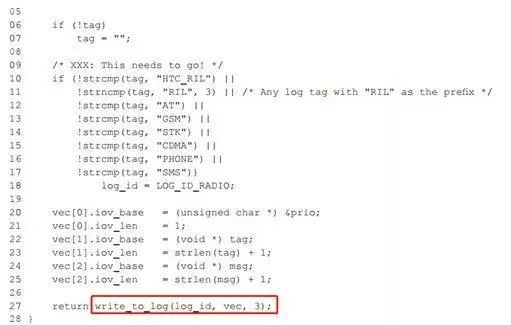 05
06 if (!tag)
07 tag = "";
08
09 /* XXX: This needs to go! */
10 if (!strcmp(tag, "HTC_RIL") ||
11 !strncmp(tag, "RIL", 3) || /* Any log tag with "RIL" as the prefix */
12 !strcmp(tag, "AT") ||
13 !strcmp(tag, "GSM") ||
14 !strcmp(tag, "STK") ||
15 !strcmp(tag, "CDMA") ||
16 !strcmp(tag, "PHONE") ||
17 !strcmp(tag, "SMS"))
18 log_id = LOG_ID_RADIO;
19
20 vec[0].iov_base = (unsigned char *) &prio;
21 vec[0].iov_len = 1;
22 vec[1].iov_base = (void *) tag;
23 vec[1].iov_len = strlen(tag) + 1;
24 vec[2].iov_base = (void *) msg;
25 vec[2].iov_len = strlen(msg) + 1;
26
27 return write_to_log(log_id, vec, 3);
28 }